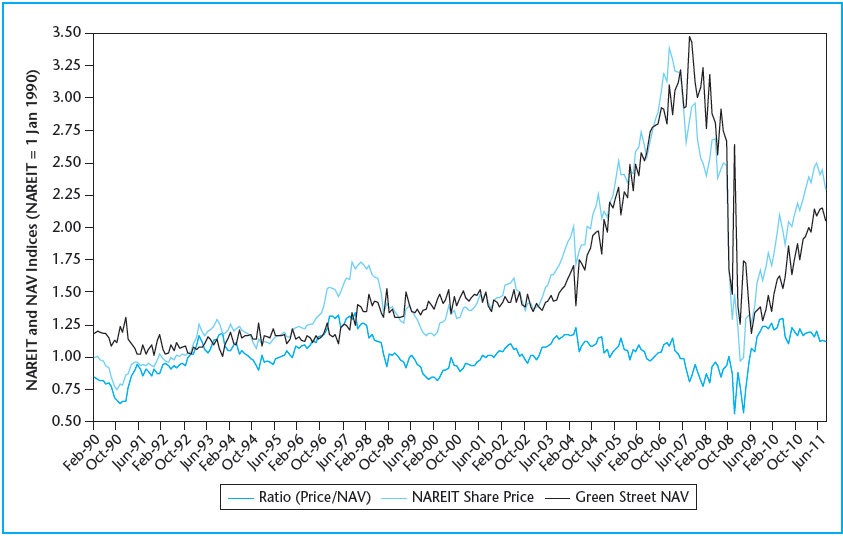 NAREIT and NAV Indices (NAREIT = 1 Jan 1990)
3.50
3.25
3.00
2.75
2.50
2.25
2.00
1.75
1.50
1.25
1.00
0.75
0.50
Feb-90
Oct-90
Jun-91
Feb-92
Oct-92
Jun-93
Feb-94
Oct-94
Jun-95
Feb-96
Oct-96
Jun-97
Feb-98
Oct-98
Jun-99
Feb-00
Oct-00
Jun-01
Feb-02
Oct-02
Jun-03
Feb-04
Oct-04
Jun-05
Feb-06
Oct-06
Jun-07
Feb-08
Oct-08
Jun-09
Feb-10
Oct-10
Jun-11
Ratio (Price/NAV)
NAREIT Share Price
Green Street NAV